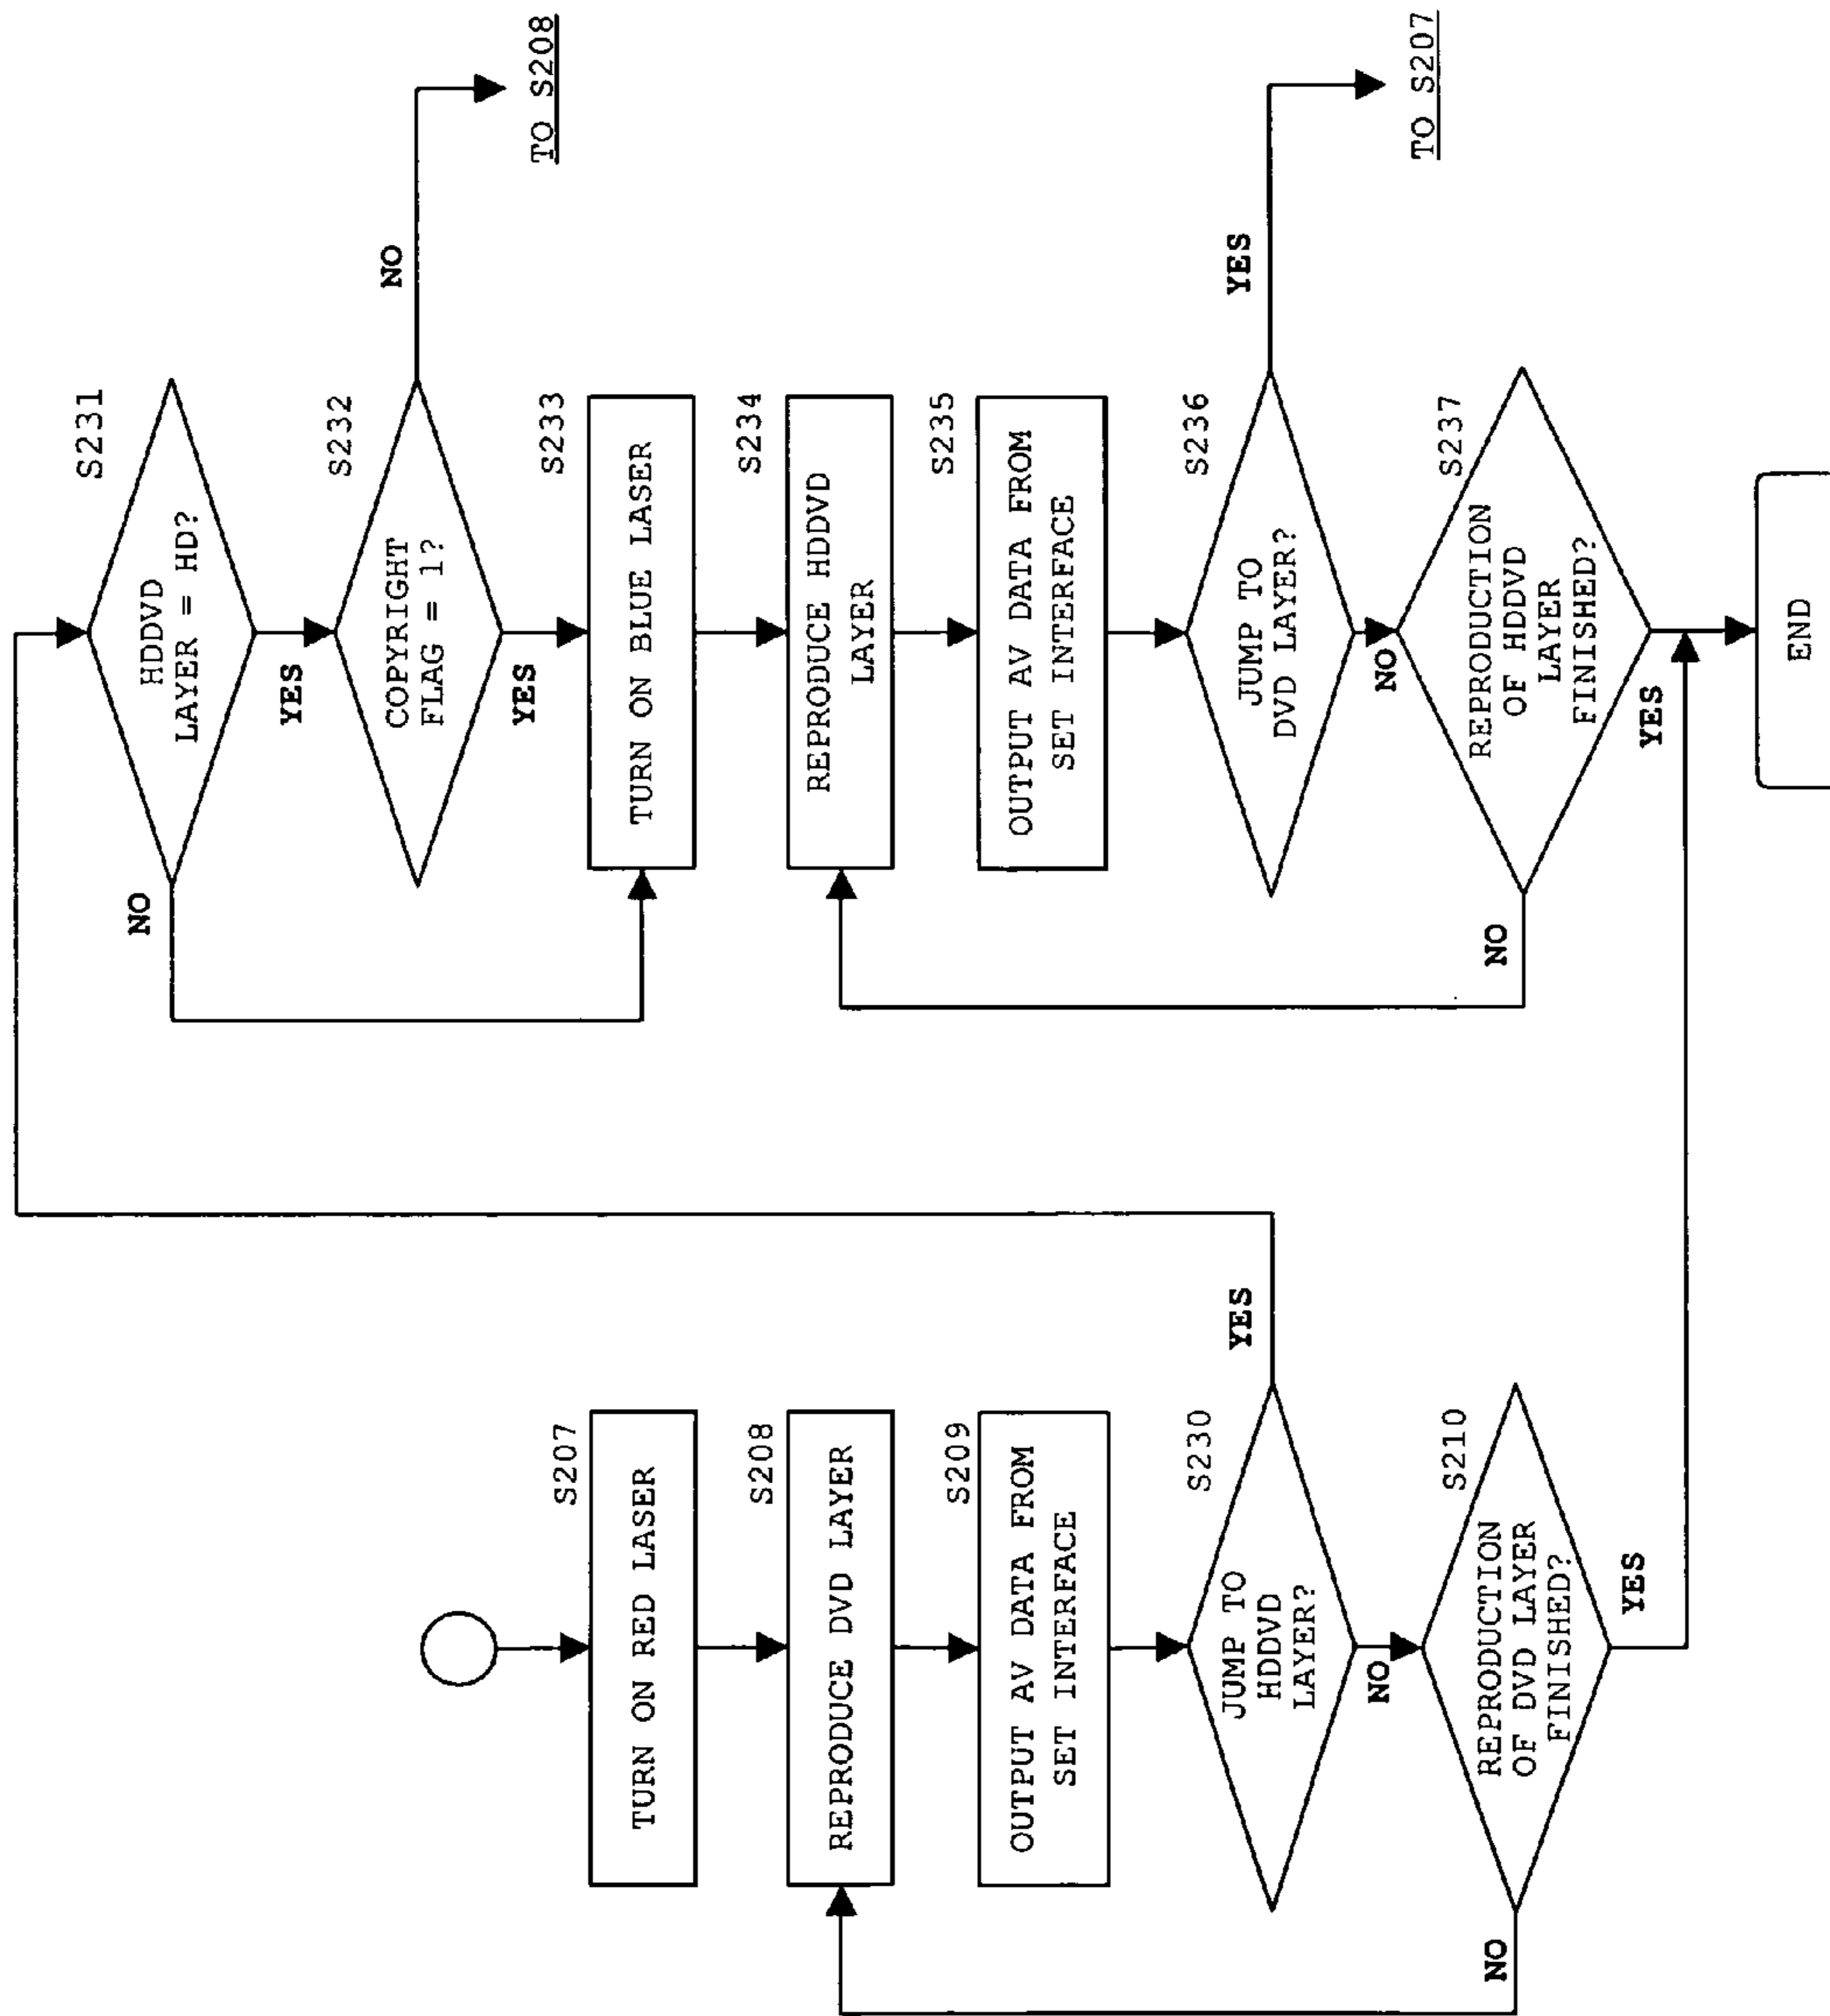 S207
TURN ON RED LASER
S208
REPRODUCE DVD LAYER
S209
OUTPUT AV DATA FROM
SET INTERFACE
S230
JUMP TO
HDDVD
LAYER?
YES
NO
S210
REPRODUCTION
OF DVD LAYER
FINISHED?
NO
YES
S231
HDDVD
LAYER = HD?
NO
YES
S232
COPYRIGHT
FLAG = 1?
NO
TO S208
YES
S233
TURN ON BLUE LASER
S234
REPRODUCE HDDVD
LAYER
S235
OUTPUT AV DATA FROM
SET INTERFACE
S236
JUMP TO
DVD LAYER?
YES
TO S207
NO
S237
REPRODUCTION
OF HDDVD
LAYER
FINISHED?
NO
YES
END